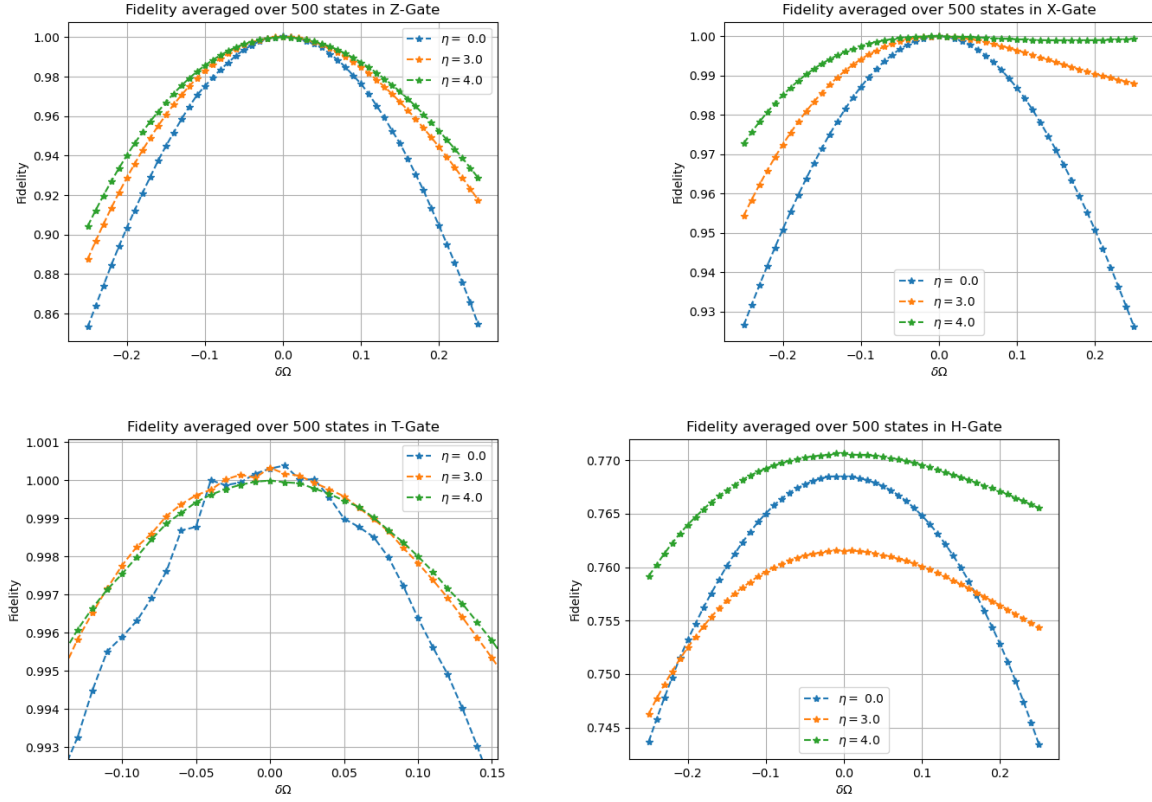 Fidelity averaged over 500 states in Z-Gate
1.00
0.98
0.96
0.94
0.92
0.90
0.88
0.86
Fidelity
η = 0.0
η = 3.0
η = 4.0
−0.2
−0.1
0.0
0.1
0.2
δΩ
Fidelity averaged over 500 states in X-Gate
1.00
0.99
0.98
0.97
0.96
0.95
0.94
0.93
Fidelity
η = 0.0
η = 3.0
η = 4.0
−0.2
−0.1
0.0
0.1
0.2
δΩ
Fidelity averaged over 500 states in T-Gate
1.001
1.000
0.999
0.998
0.997
0.996
0.995
0.994
0.993
Fidelity
η = 0.0
η = 3.0
η = 4.0
−0.10
−0.05
0.00
0.05
0.10
0.15
δΩ
Fidelity averaged over 500 states in H-Gate
0.770
0.765
0.760
0.755
0.750
0.745
Fidelity
η = 0.0
η = 3.0
η = 4.0
−0.2
−0.1
0.0
0.1
0.2
δΩ